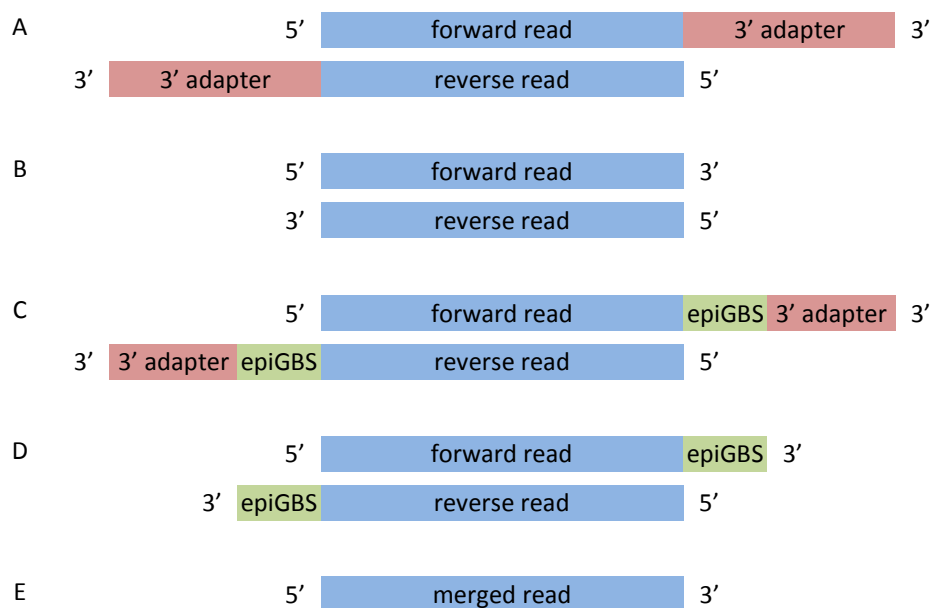 A 5’ forward read 3’ adapter 3’
3’ 3’ adapter reverse read 5’
B 5’ forward read 3’
3’ reverse read 5’
C 5’ forward read epiGBS 3’ adapter 3’
3’ 3’ adapter epiGBS reverse read 5’
D 5’ forward read epiGBS 3’
3’ epiGBS reverse read 5’
E 5’ merged read 3’